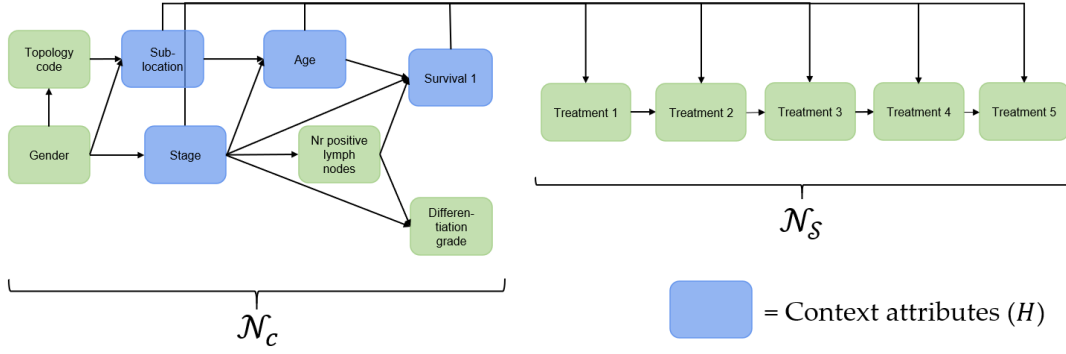 Topology
code
Sub-
location
Age
Survival 1
Gender
Stage
Nr positive
lymph
nodes
Differen-
tiation
grade
Treatment 1
Treatment 2
Treatment 3
Treatment 4
Treatment 5
𝒩c
𝒩𝒮
= Context attributes (H)